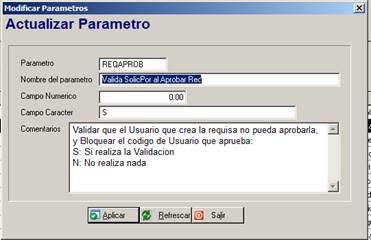 Modificar Parametros
Actualizar Parametro
Parametro REQAPROB
Nombre del parametro Valida SolicPor al Aprobar Req
Campo Numerico 0.00
Campo Caracter S
Comentarios
Validar que el Usuario que crea la requisa no pueda aprobarla,
y Bloquear el codigo de Usuario que aprueba:
S: Si realiza la Validacion
N: No realiza nada
Aplicar Refrescar Salir